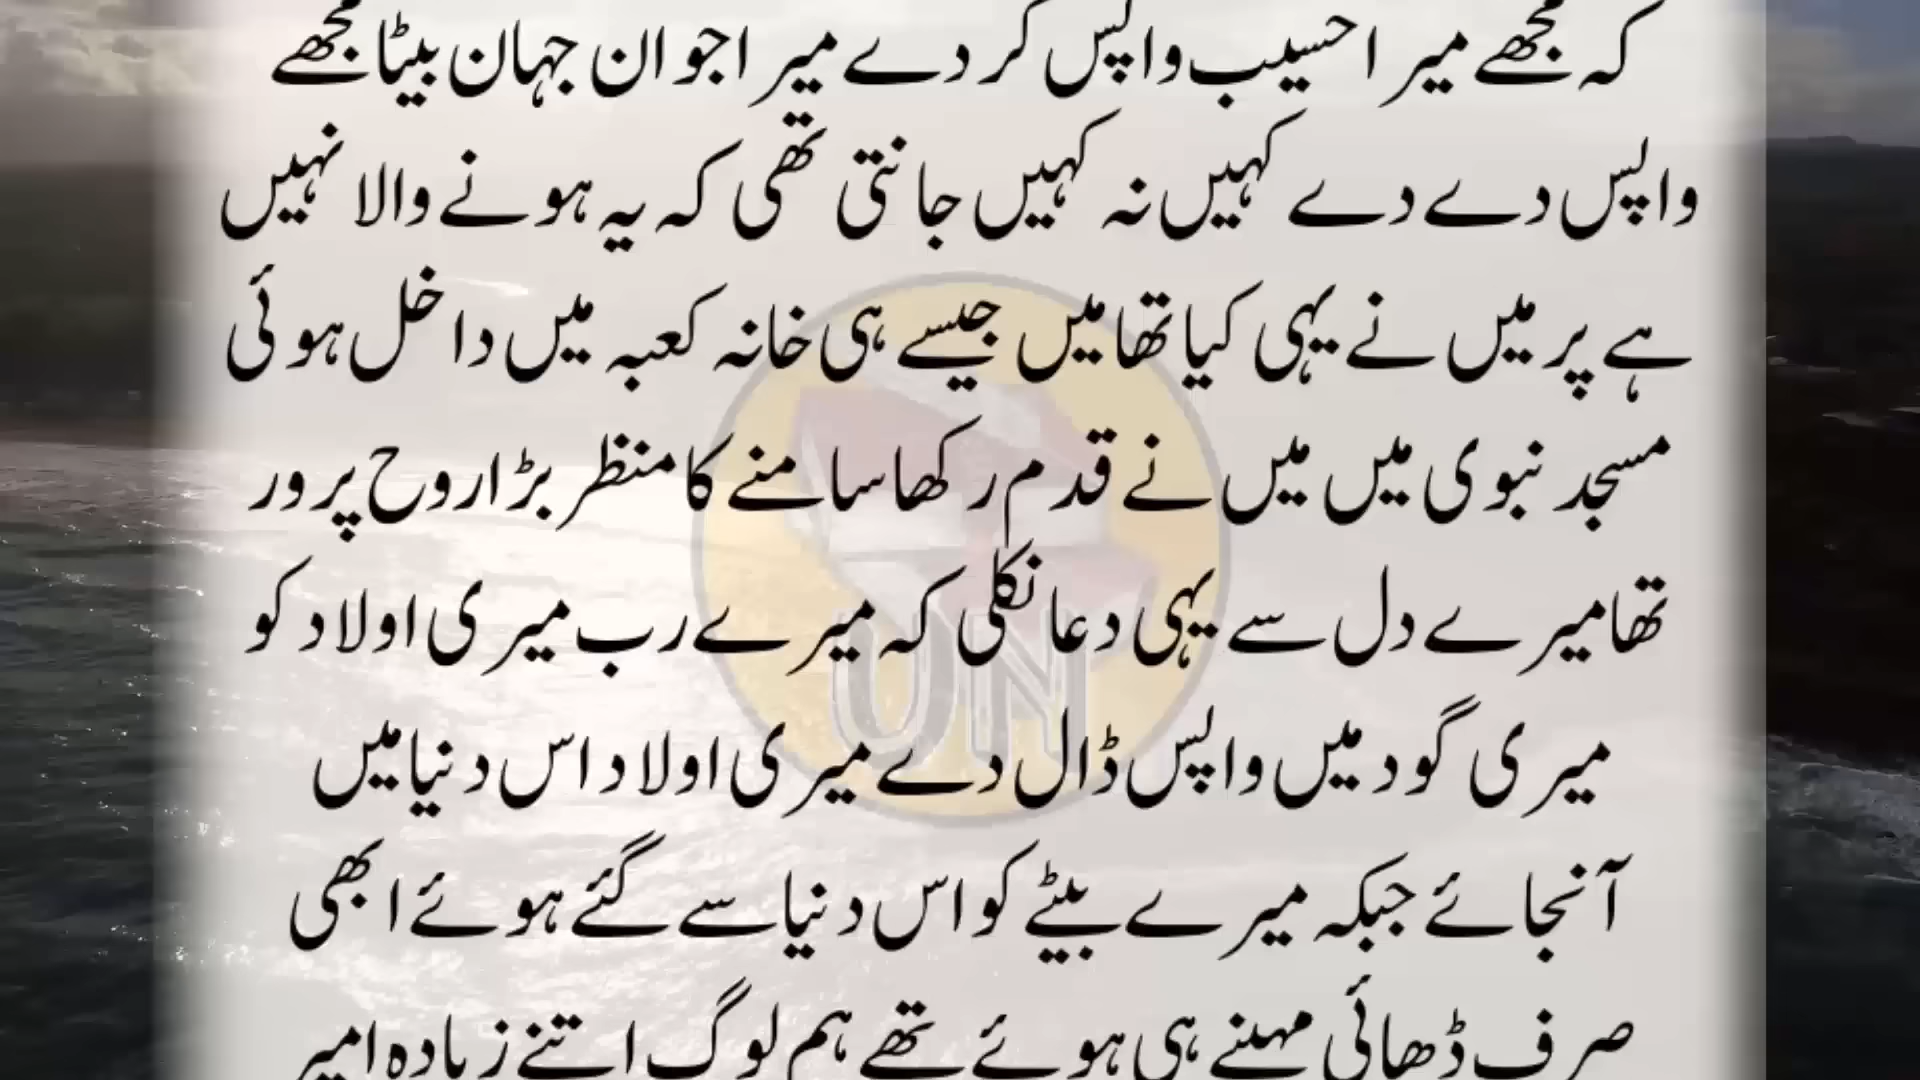 کہ مجھے میرا حسیب واپس کر دے میرا جوان جہان بیٹا مجھے
واپس دے دے کہیں نہ کہیں جانتی تھی کہ یہ ہونے والا نہیں
ہے پر میں نے یہی کیا تھا میں جیسے ہی خانہ کعبہ میں داخل ہوئی
مسجد نبوی میں میں نے قدم رکھا سامنے کا منظر بڑا روح پرور
تھا میرے دل سے یہی دعا نکلی کہ میرے رب میری اولاد کو
میری گود میں واپس ڈال دے میری اولاد اس دنیا میں
آنجائے جبکہ میرے بیٹے کو اس دنیا سے گئے ہوئے ابھی
صرف ڈھائی مہینے ہی ہوئے تھے ہم لوگ اتنے زیادہ امیر
UN